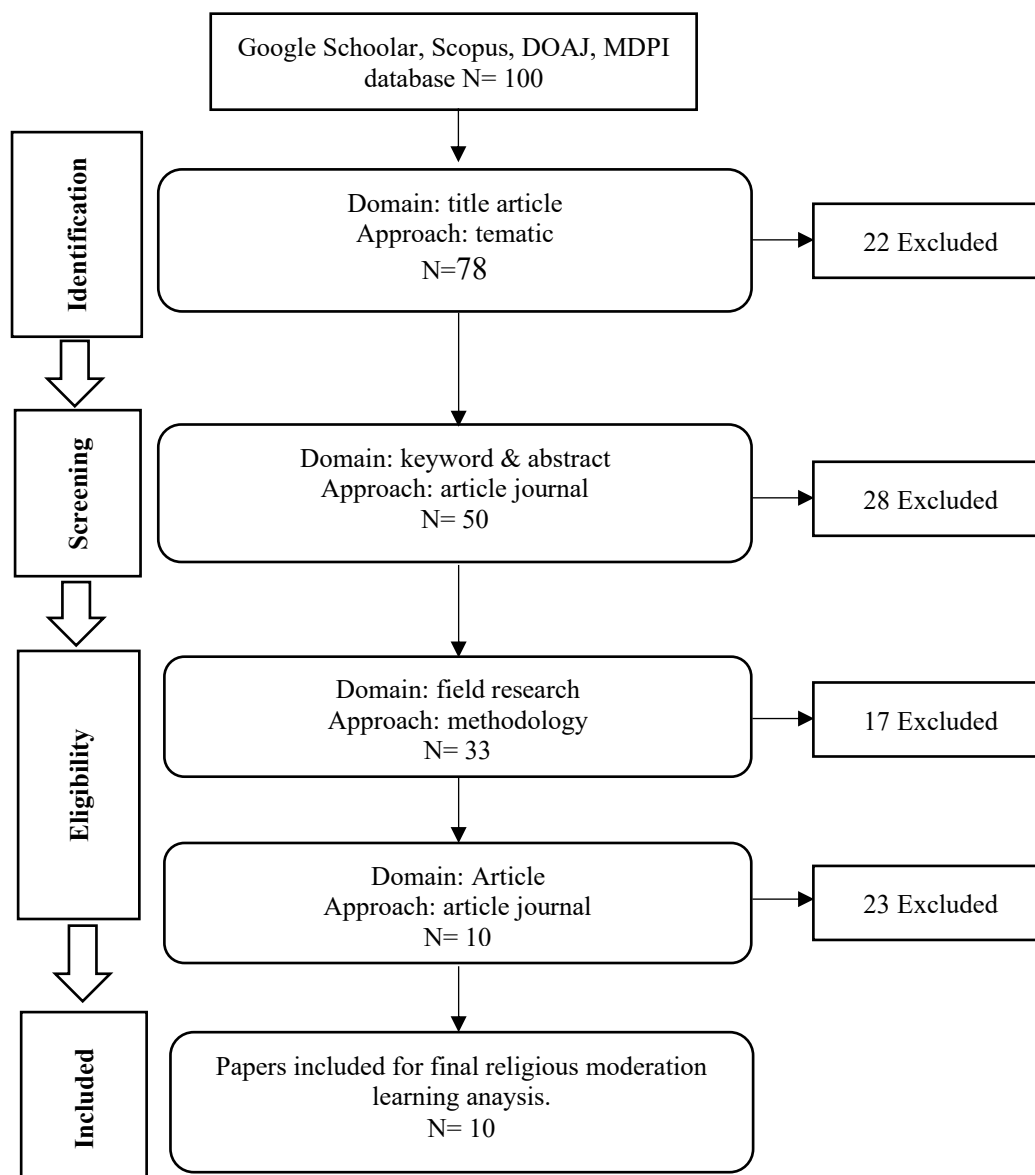 Google Schoolar, Scopus, DOAJ, MDPI
database N= 100
Identification
Domain: title article
Approach: tematic
N=78
22 Excluded
Screening
Domain: keyword & abstract
Approach: article journal
N= 50
28 Excluded
Eligibility
Domain: field research
Approach: methodology
N= 33
17 Excluded
Domain: Article
Approach: article journal
N= 10
23 Excluded
Included
Papers included for final religious moderation
learning anaysis.
N= 10